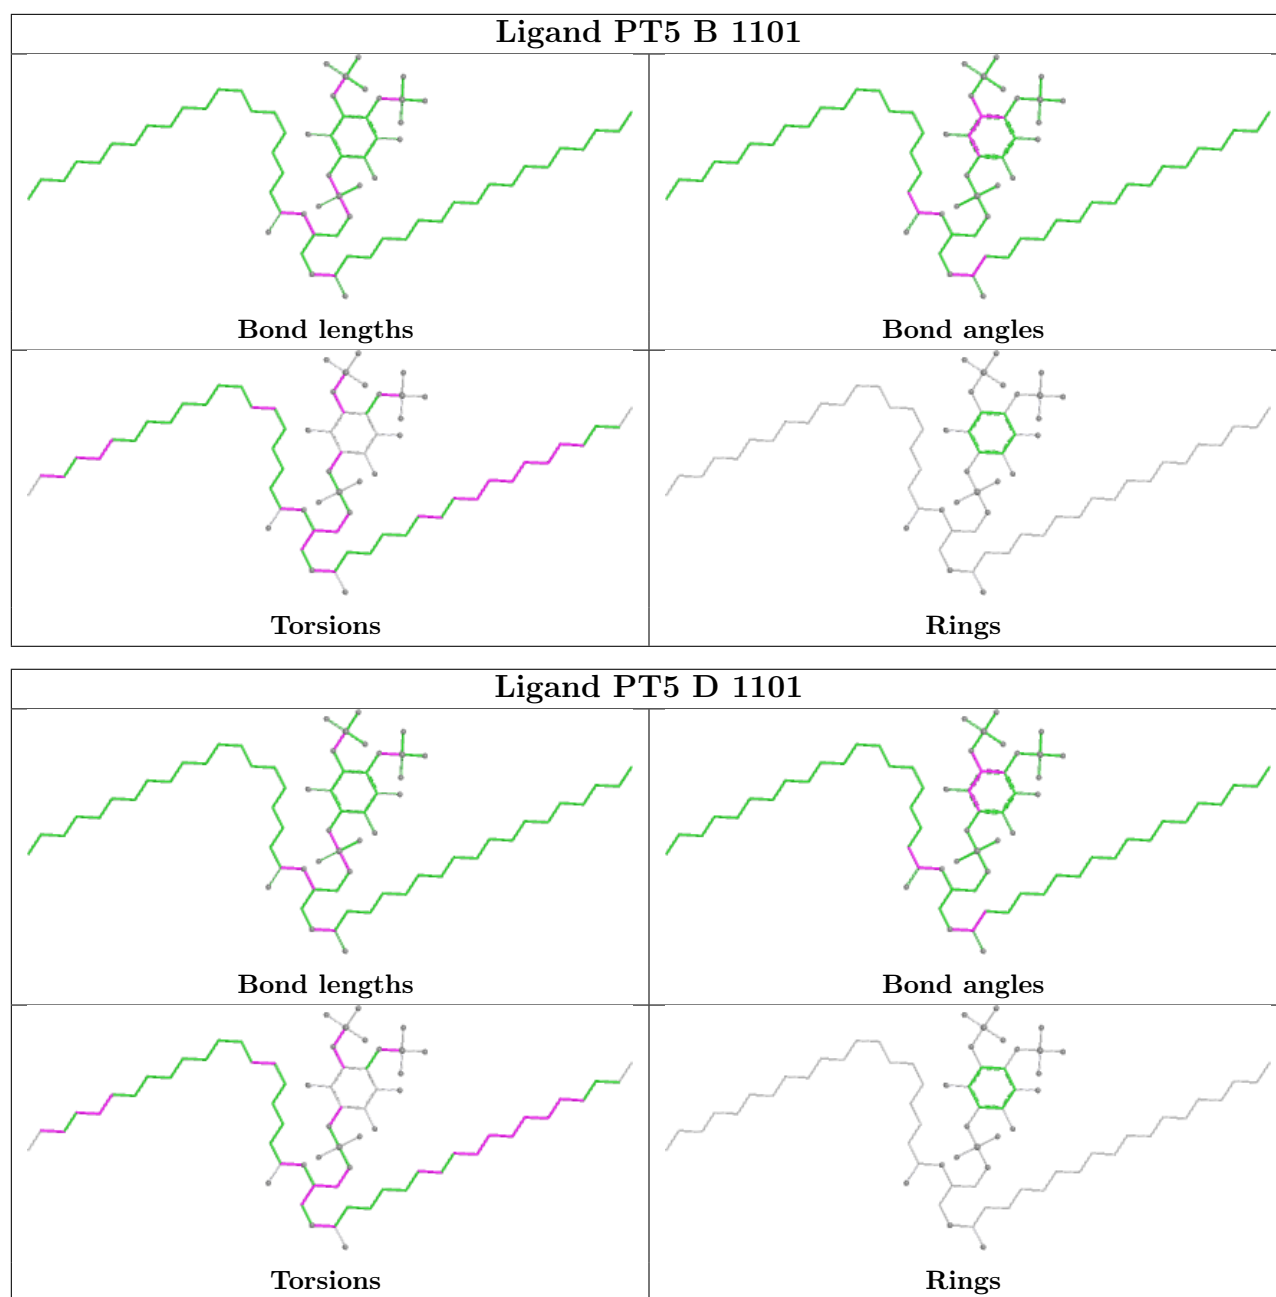 Ligand PT5 B 1101
Bond lengths
Bond angles
Torsions
Rings
Ligand PT5 D 1101
Bond lengths
Bond angles
Torsions
Rings